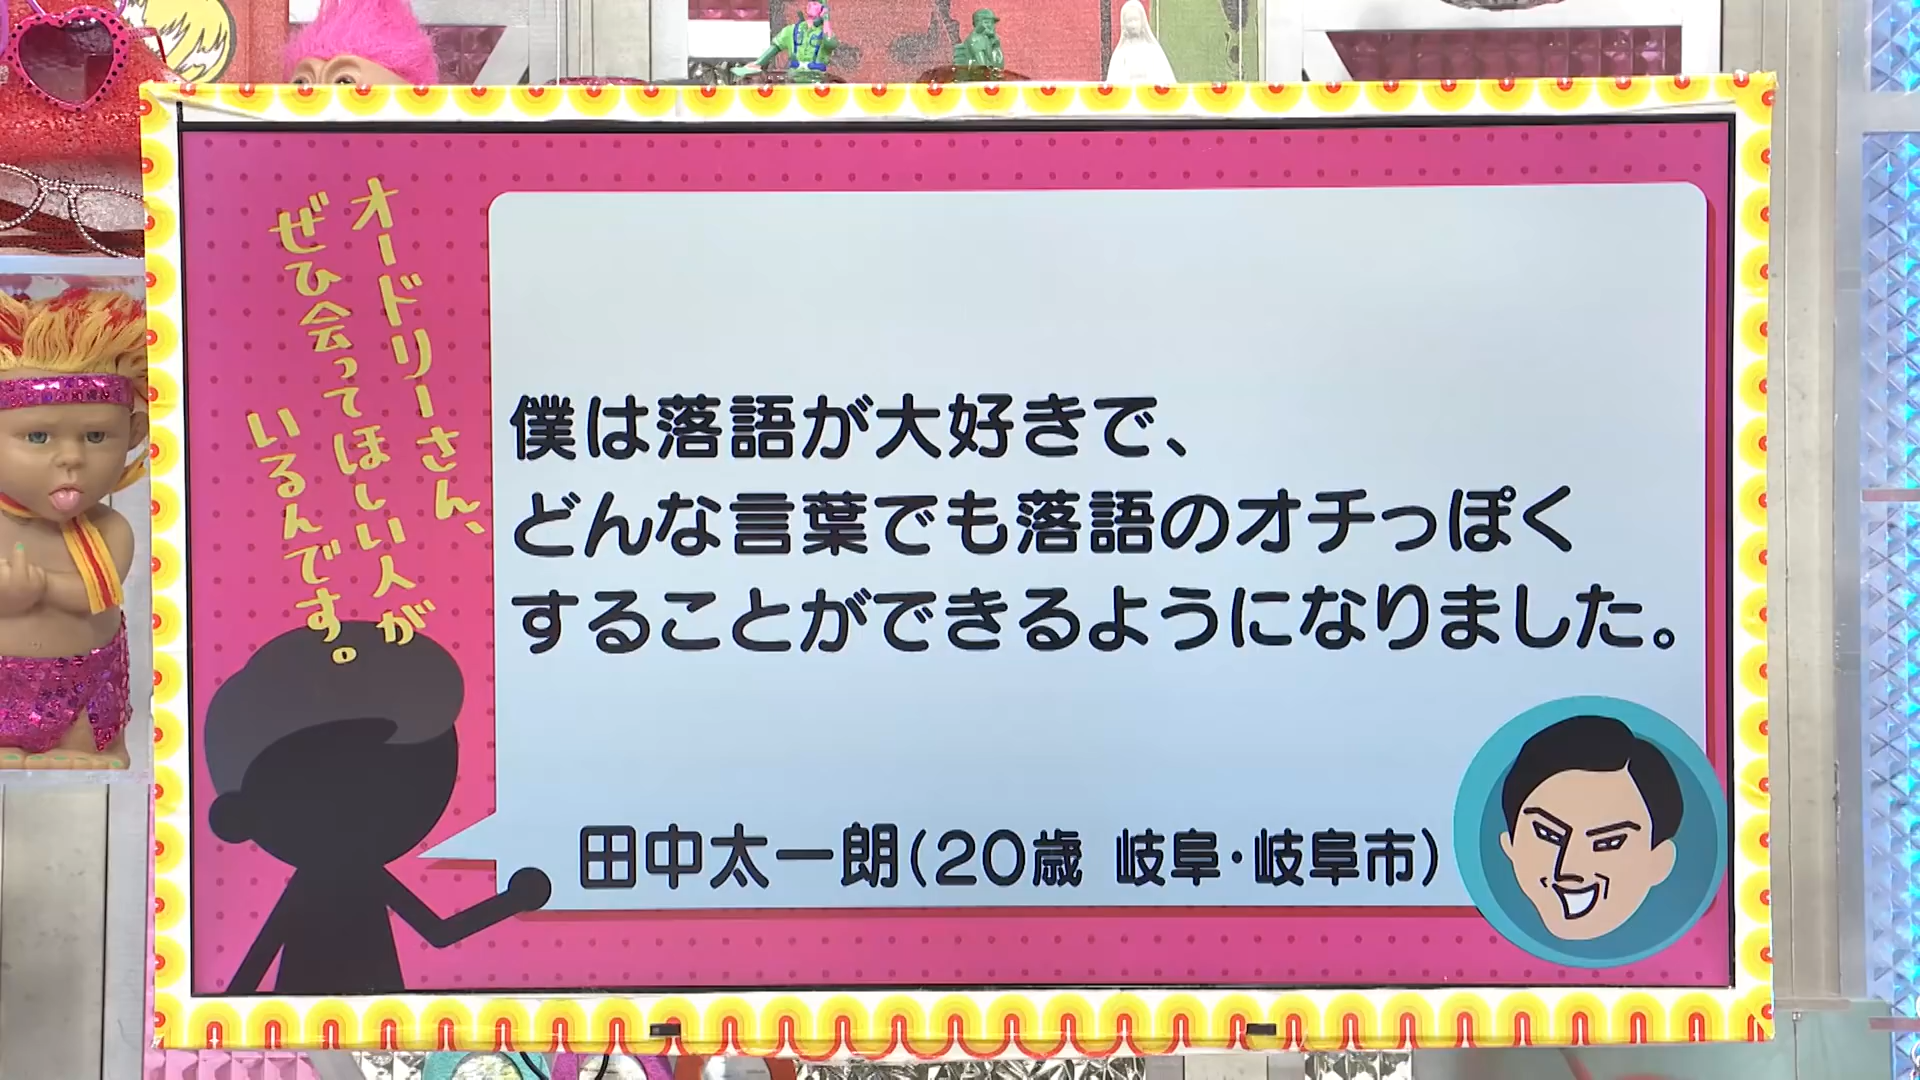 オードリーさん、
ぜひ会ってほしい人が
いるんです。
僕は落語が大好きで、
どんな言葉でも落語のオチっぽく
することができるようになりました。
田中太一朗(20歳 岐阜・岐阜市)